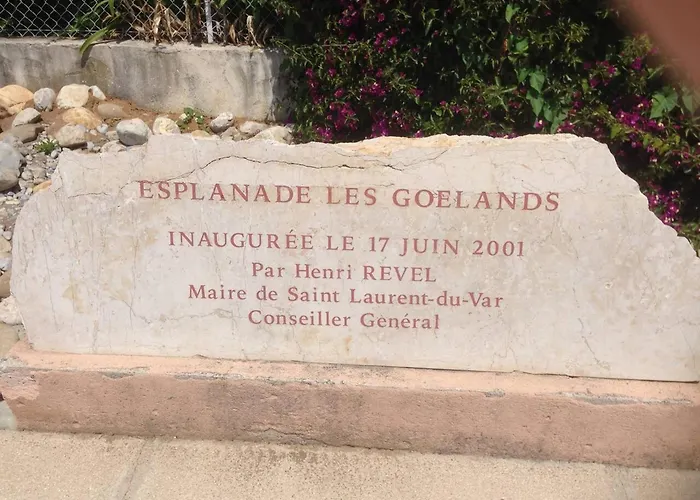 ESPLANADE LES GOELANDS
INAUGURÉE LE 17 JUIN 2001
Par Henri REVEL
Maire de Saint Laurent-du-Var
Conseiller Général